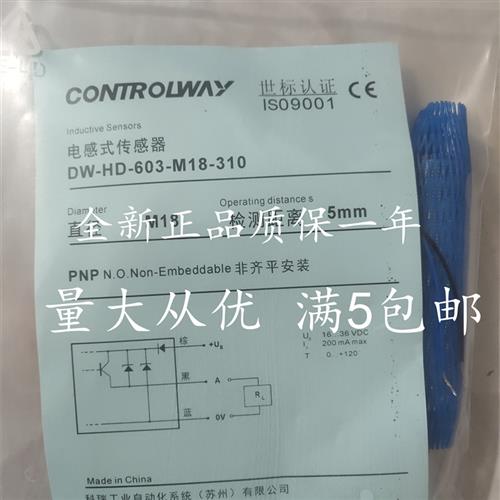 CONTROLWAY
世标认证
ISO9001
CE
Inductive Sensors
电感式传感器
DW-HD-603-M18-310
Diameter
Operating distance s
直径 M18 检测距离 5mm
全新正品质保一年
PNP N.O.Non-Embeddable 非齐平安装
量大从优 满5包邮
棕 +UB
黑 A
RL
蓝 0V
UB 16...36 VDC
200 mA max
T 0...+120
Made in China
科瑞工业自动化系统（苏州）有限公司